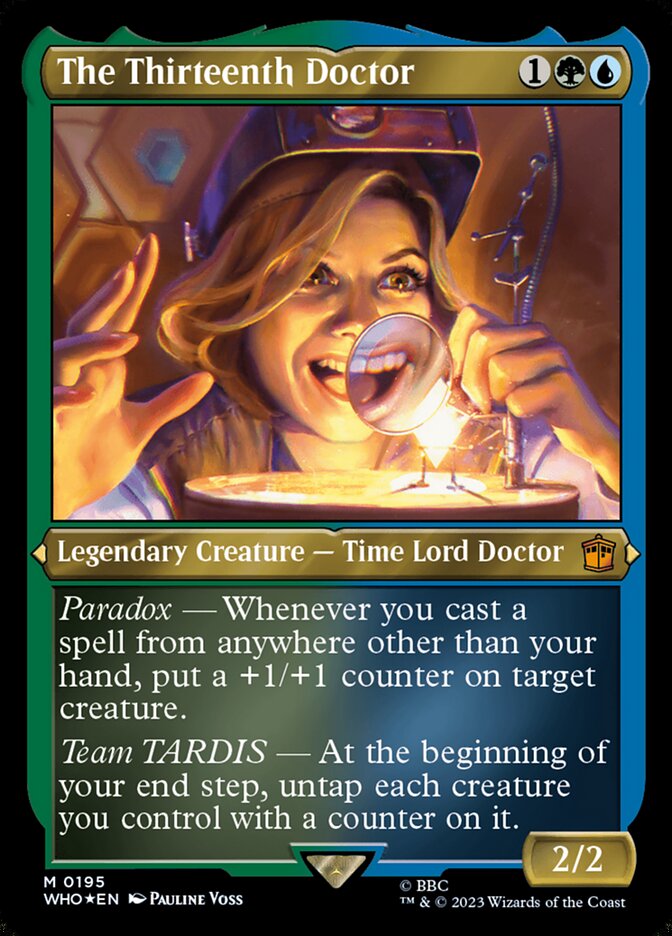 The Thirteenth Doctor 1
Legendary Creature — Time Lord Doctor
Paradox — Whenever you cast a
spell from anywhere other than your
hand, put a +1/+1 counter on target
creature.
Team TARDIS — At the beginning of
your end step, untap each creature
you control with a counter on it.
2/2
M 0195
WHO★EN Pauline Voss
© BBC
™ & © 2023 Wizards of the Coast